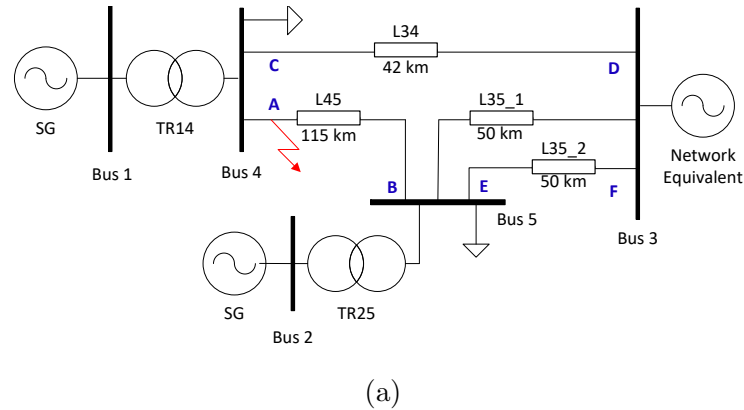 L34
C
D
42 km
SG
TR14
A
L45
L35_1
115 km
50 km
L35_2
Network
Equivalent
Bus 1
Bus 4
B
E
50 km
F
Bus 5
Bus 3
SG
TR25
Bus 2
(a)